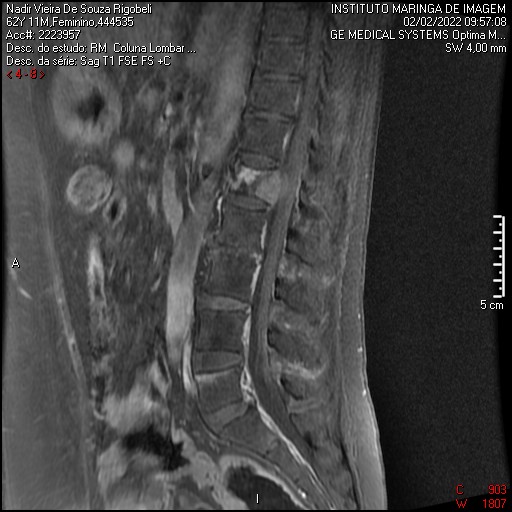 Nadir Vieira De Souza Rigobeli
62Y 11M,Feminino,444535
Acc#: 2223957
Desc. do estudo: RM  Coluna Lombar ...
Desc. da série: Sag T1 FSE FS +C
<4-8>
INSTITUTO MARINGA DE IMAGEM
02/02/2022 09:57:08
GE MEDICAL SYSTEMS Optima M...
SW 4,00 mm
A
5 cm
I
C 903
W 1807